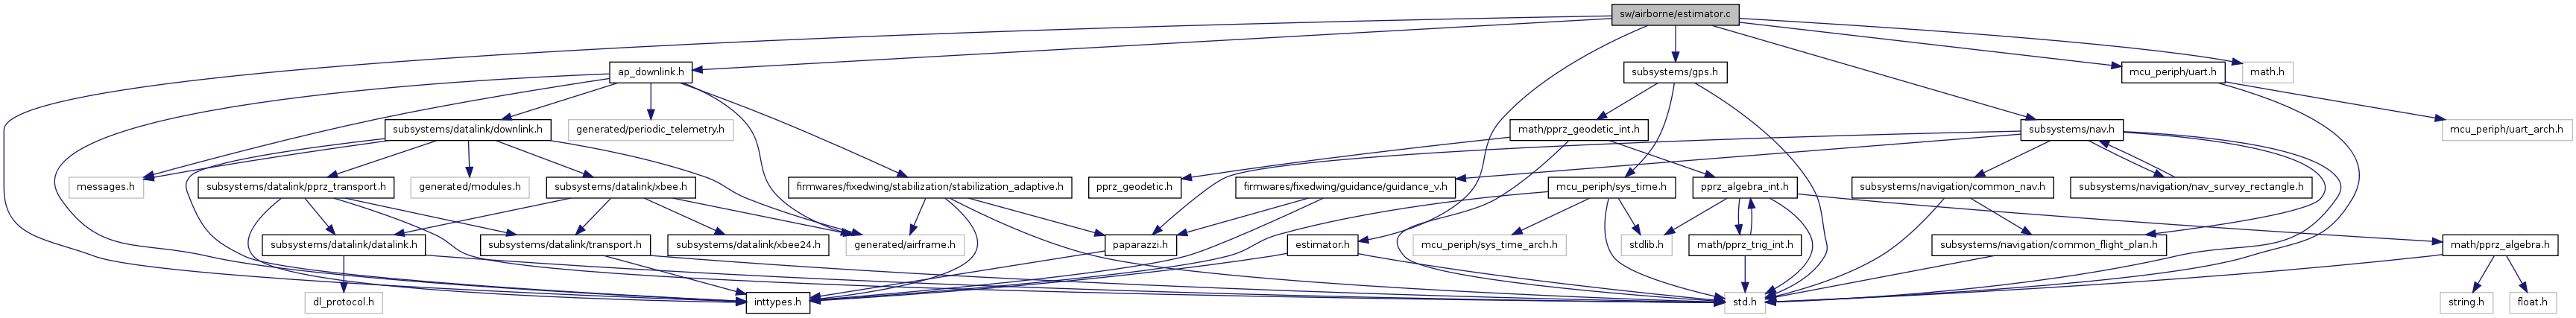 sw/airborne/estimator.c
ap_downlink.h
subsystems/gps.h
mcu_periph/uart.h
math.h
subsystems/datalink/downlink.h
generated/periodic_telemetry.h
math/pprz_geodetic_int.h
subsystems/nav.h
mcu_periph/uart_arch.h
messages.h
subsystems/datalink/pprz_transport.h
generated/modules.h
subsystems/datalink/xbee.h
firmwares/fixedwing/stabilization/stabilization_adaptive.h
pprz_geodetic.h
firmwares/fixedwing/guidance/guidance_v.h
mcu_periph/sys_time.h
pprz_algebra_int.h
subsystems/navigation/common_nav.h
subsystems/navigation/nav_survey_rectangle.h
subsystems/datalink/datalink.h
subsystems/datalink/transport.h
subsystems/datalink/xbee24.h
generated/airframe.h
paparazzi.h
estimator.h
mcu_periph/sys_time_arch.h
stdlib.h
math/pprz_trig_int.h
subsystems/navigation/common_flight_plan.h
math/pprz_algebra.h
dl_protocol.h
inttypes.h
std.h
string.h
float.h